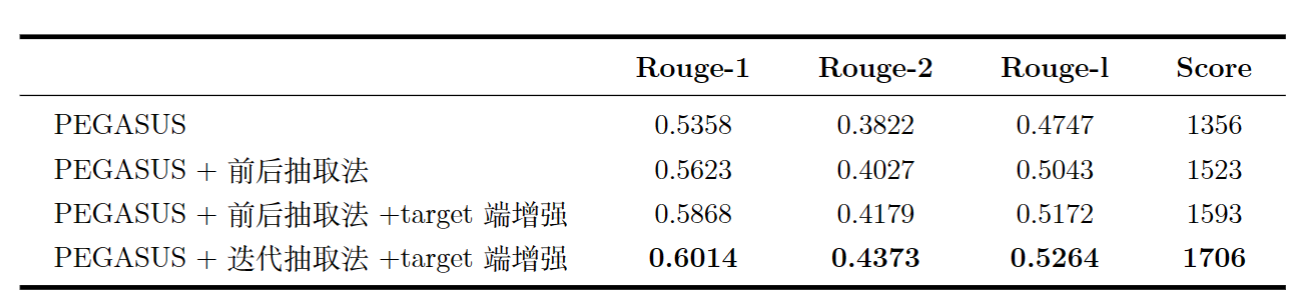 Rouge-1 Rouge-2 Rouge-l Score
PEGASUS 0.5358 0.3822 0.4747 1356
PEGASUS + 前后抽取法 0.5623 0.4027 0.5043 1523
PEGASUS + 前后抽取法 +target 端增强 0.5868 0.4179 0.5172 1593
PEGASUS + 迭代抽取法 +target 端增强 0.6014 0.4373 0.5264 1706